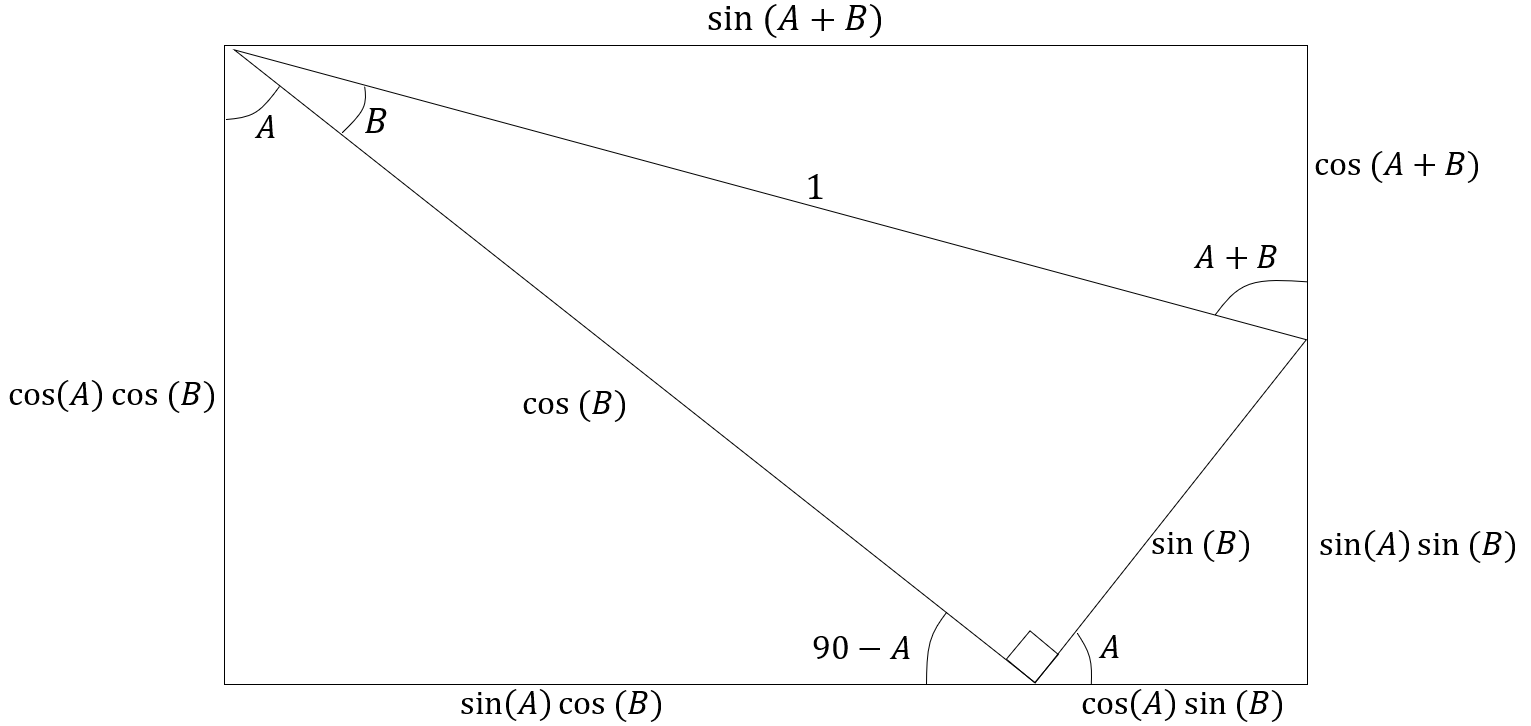 sin (A + B)
A
B
1
cos (A + B)
A + B
cos(A) cos (B)
cos (B)
sin (B)
sin(A) sin (B)
90 − A
A
sin(A) cos (B)
cos(A) sin (B)